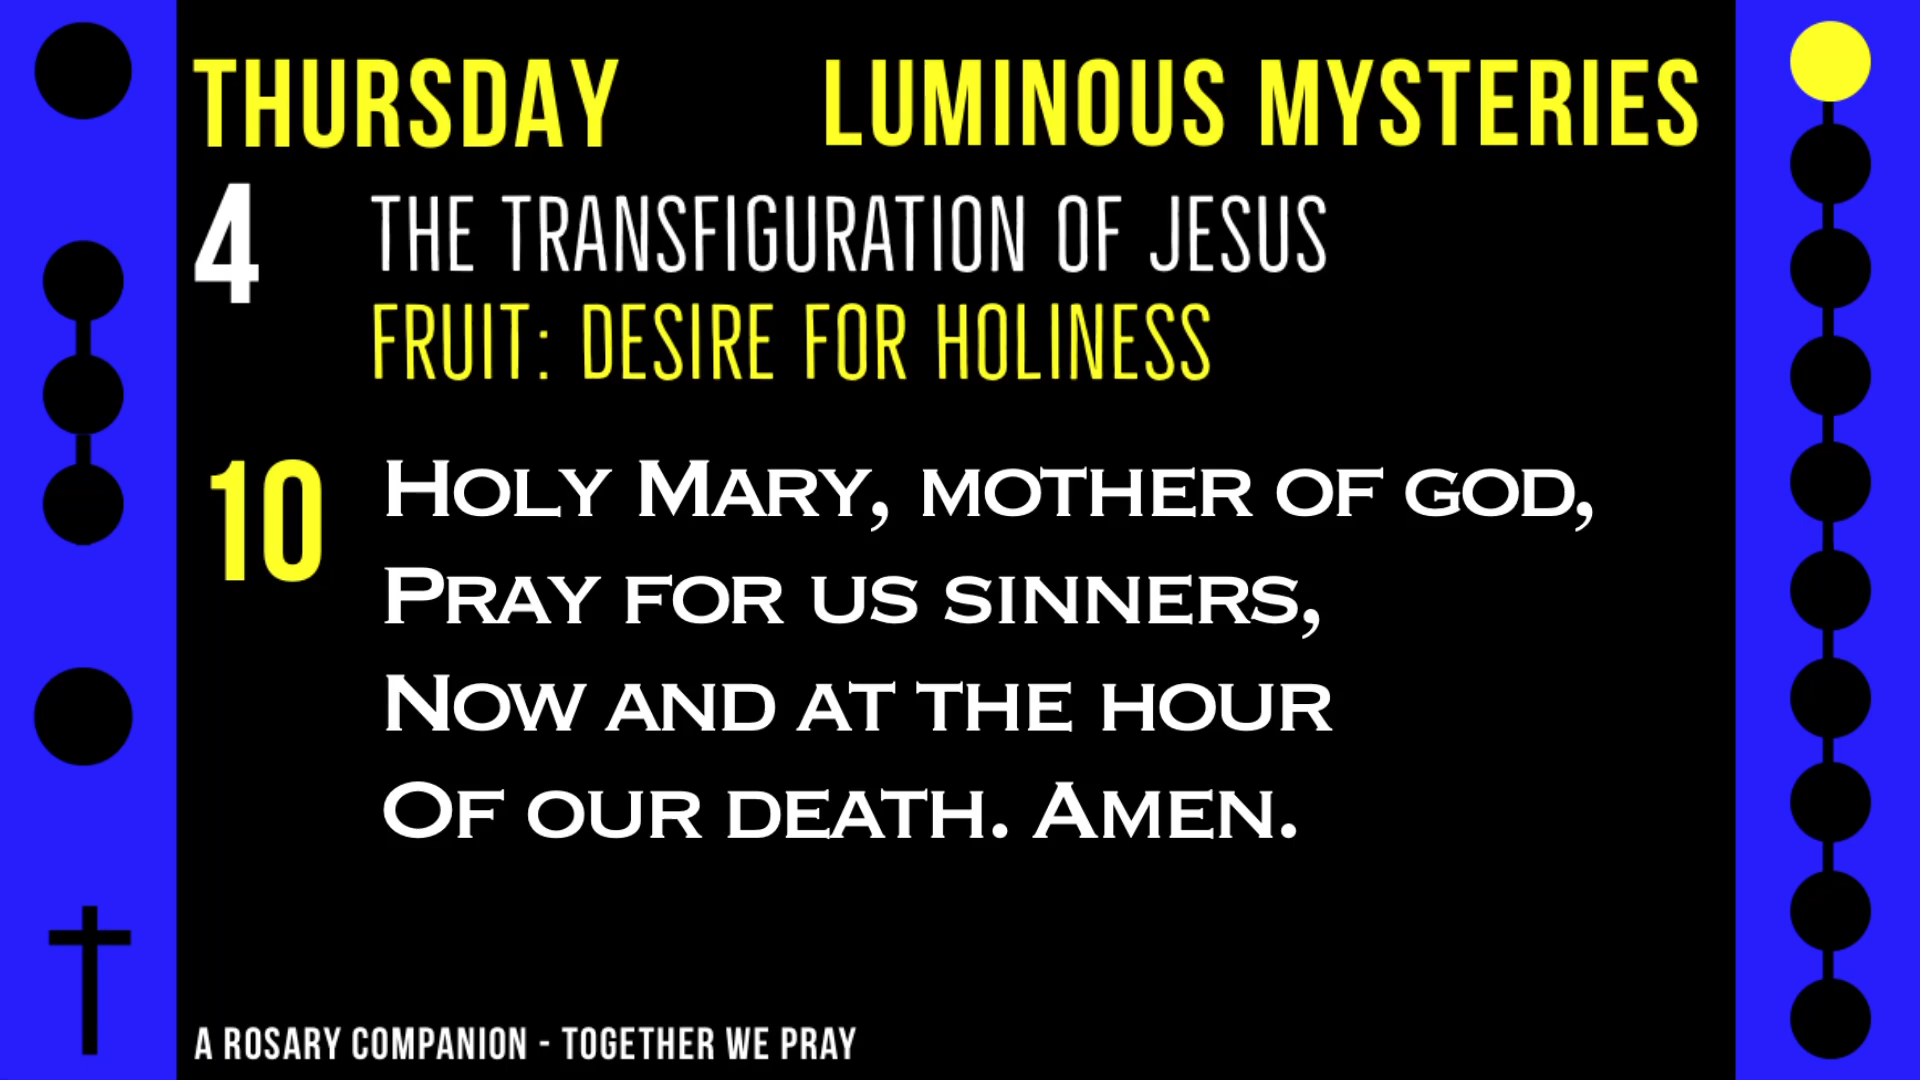 THURSDAY LUMINOUS MYSTERIES
4 THE TRANSFIGURATION OF JESUS
FRUIT: DESIRE FOR HOLINESS
10 HOLY MARY, MOTHER OF GOD,
PRAY FOR US SINNERS,
NOW AND AT THE HOUR
OF OUR DEATH. AMEN.
A ROSARY COMPANION - TOGETHER WE PRAY